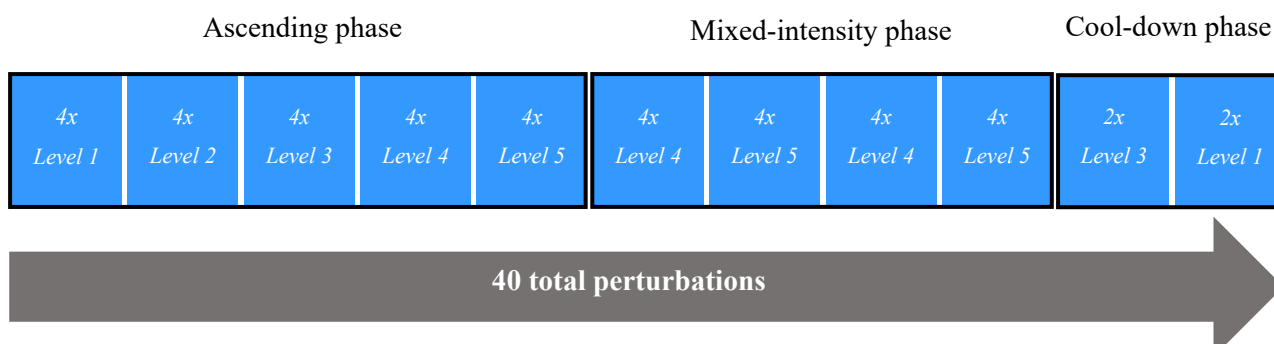 Ascending phase
Mixed-intensity phase
Cool-down phase
4x
Level 1
4x
Level 2
4x
Level 3
4x
Level 4
4x
Level 5
4x
Level 4
4x
Level 5
4x
Level 4
4x
Level 5
2x
Level 3
2x
Level 1
40 total perturbations